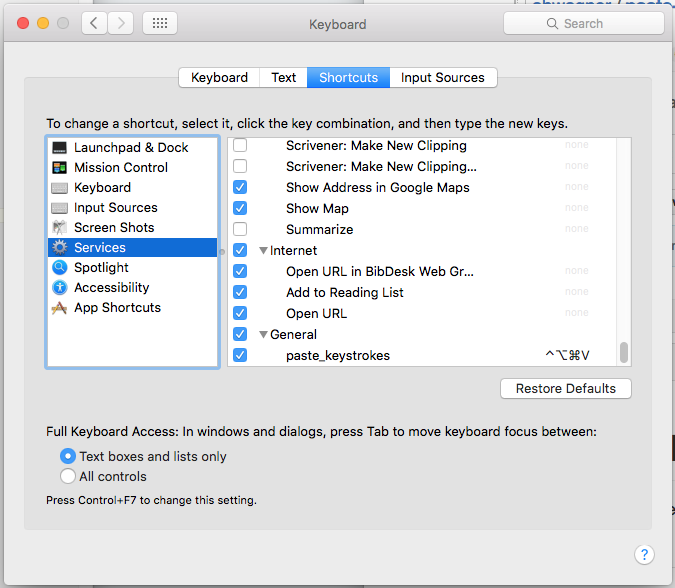 Keyboard
Search
Keyboard Text Shortcuts Input Sources
To change a shortcut, select it, click the key combination, and then type the new keys.
Launchpad & Dock
Mission Control
Keyboard
Input Sources
Screen Shots
Services
Spotlight
Accessibility
App Shortcuts
Scrivener: Make New Clipping none
Scrivener: Make New Clipping... none
Show Address in Google Maps none
Show Map none
Summarize none
Internet
Open URL in BibDesk Web Gr... none
Add to Reading List none
Open URL none
General
paste_keystrokes ^⌥⌘V
Restore Defaults
Full Keyboard Access: In windows and dialogs, press Tab to move keyboard focus between:
Text boxes and lists only
All controls
Press Control+F7 to change this setting.
?